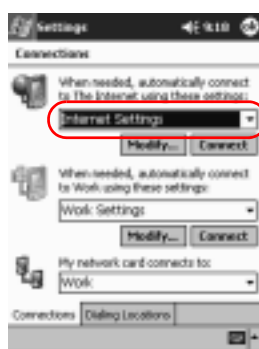 Settings 9:18
Connections
When needed, automatically connect
to The Internet using these settings:
Internet Settings
Modify... Connect
When needed, automatically connect
to Work using these settings:
Work Settings
Modify... Connect
My network card connects to:
Work
Connections Dialing Locations